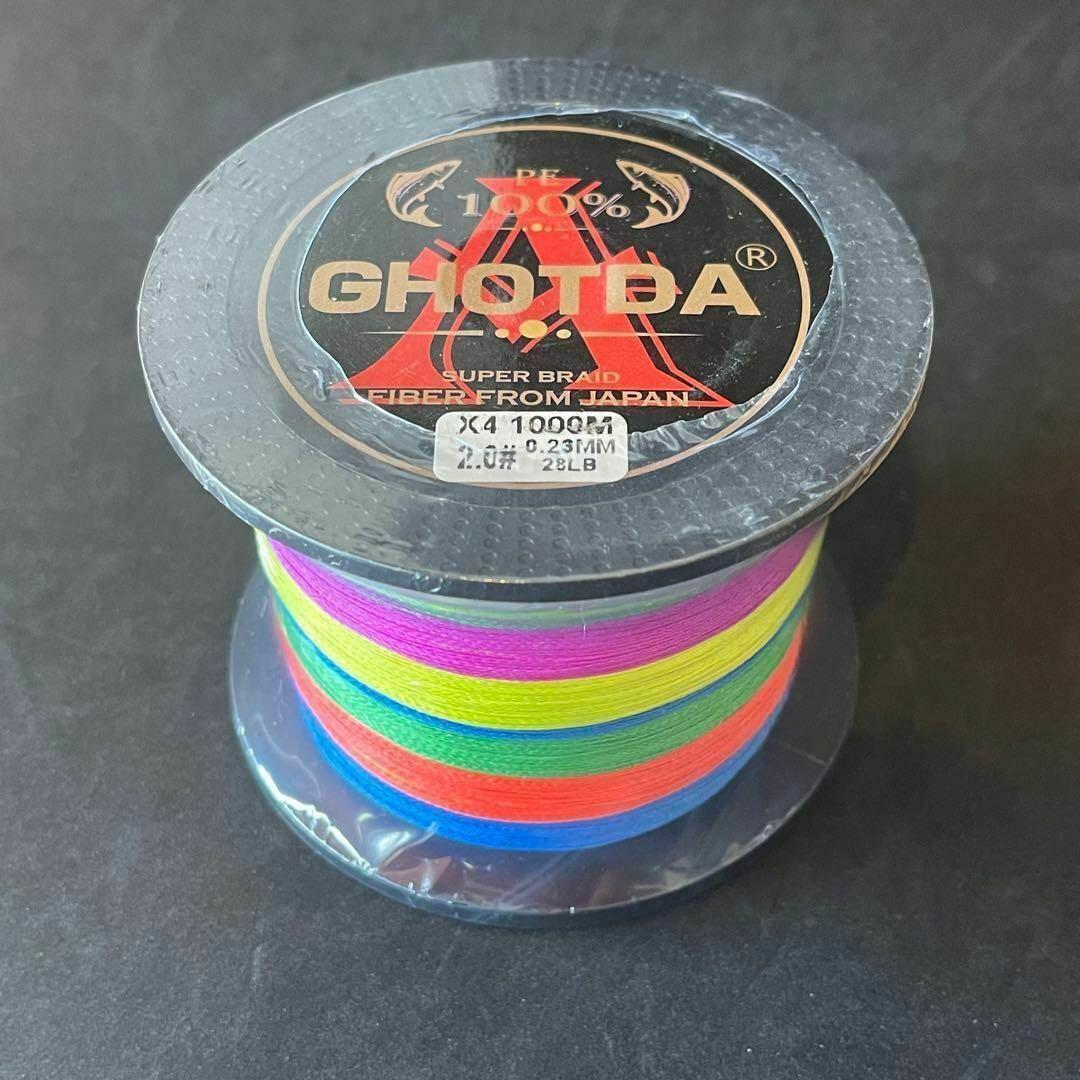 PE
100%
A
GHOTDA®
SUPER BRAID
FIBER FROM JAPAN
X4 1000M
2.0# 0.23MM
28LB